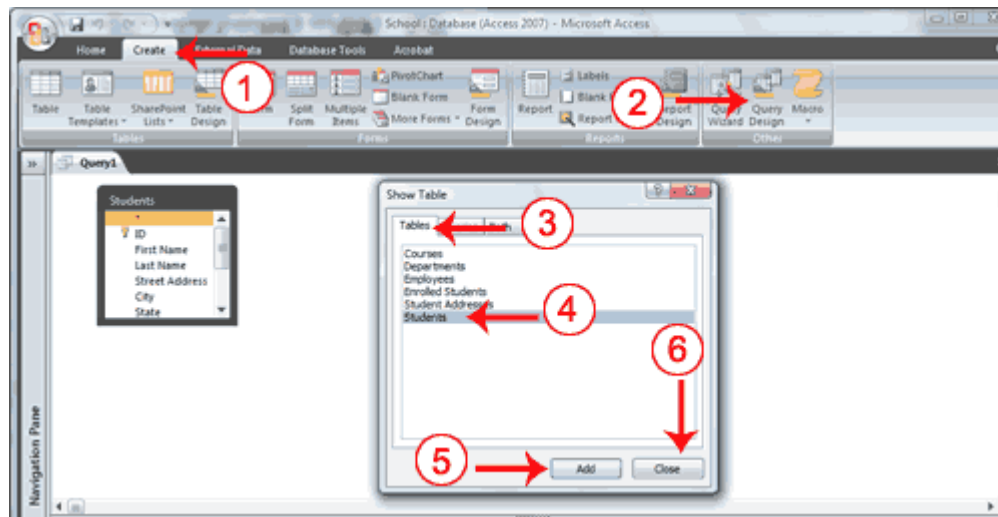 School : Database (Access 2007) - Microsoft Access
Home Create External Data Database Tools Acrobat
1
2
Table
Table Templates
SharePoint Lists
Table Design
Tables
Form
Split Form
Multiple Items
PivotChart
Blank Form
More Forms
Form Design
Forms
Report
Labels
Blank
Report
Report Design
Reports
Query Wizard
Query Design
Macro
Other
Query1
Students
*
ID
First Name
Last Name
Street Address
City
State
Show Table
Tables Both
3
Courses
Departments
Employees
Enrolled Students
Student Addresses
Students
4
5
6
Add Close
Navigation Pane